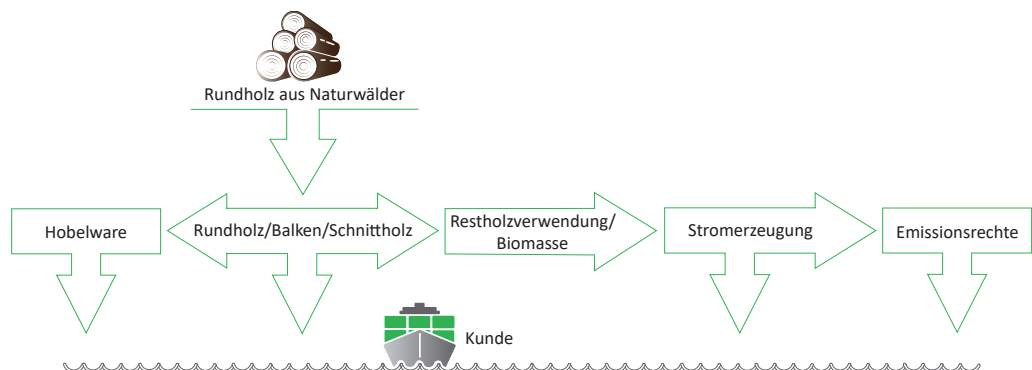 Rundholz aus Naturwälder
Hobelware
Rundholz/Balken/Schnittholz
Restholzverwendung/
Biomasse
Stromerzeugung
Emissionsrechte
Kunde